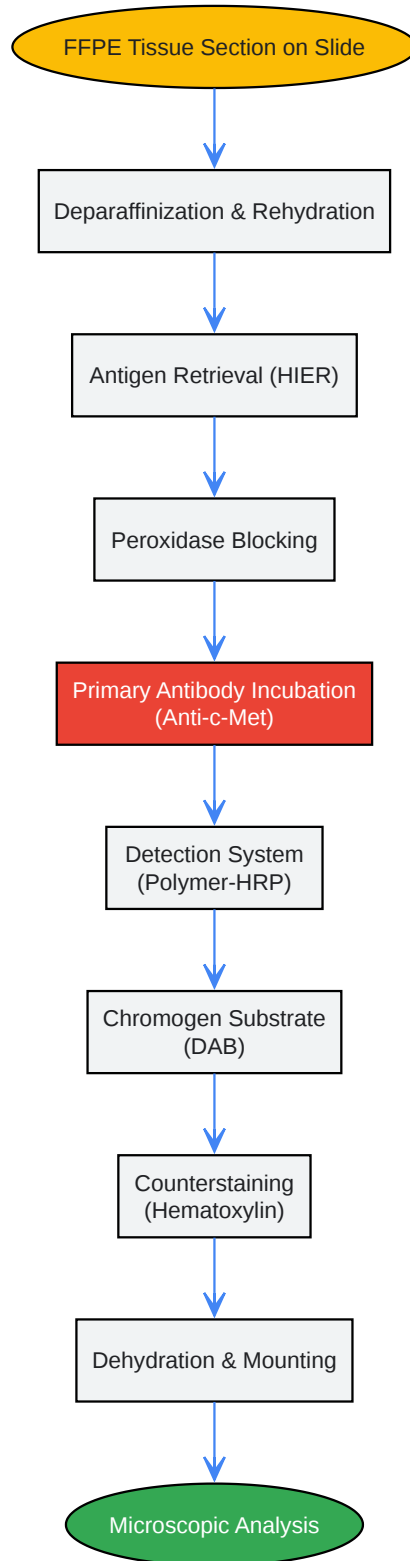 FFPE Tissue Section on Slide
Deparaffinization & Rehydration
Antigen Retrieval (HIER)
Peroxidase Blocking
Primary Antibody Incubation
(Anti-c-Met)
Detection System
(Polymer-HRP)
Chromogen Substrate
(DAB)
Counterstaining
(Hematoxylin)
Dehydration & Mounting
Microscopic Analysis